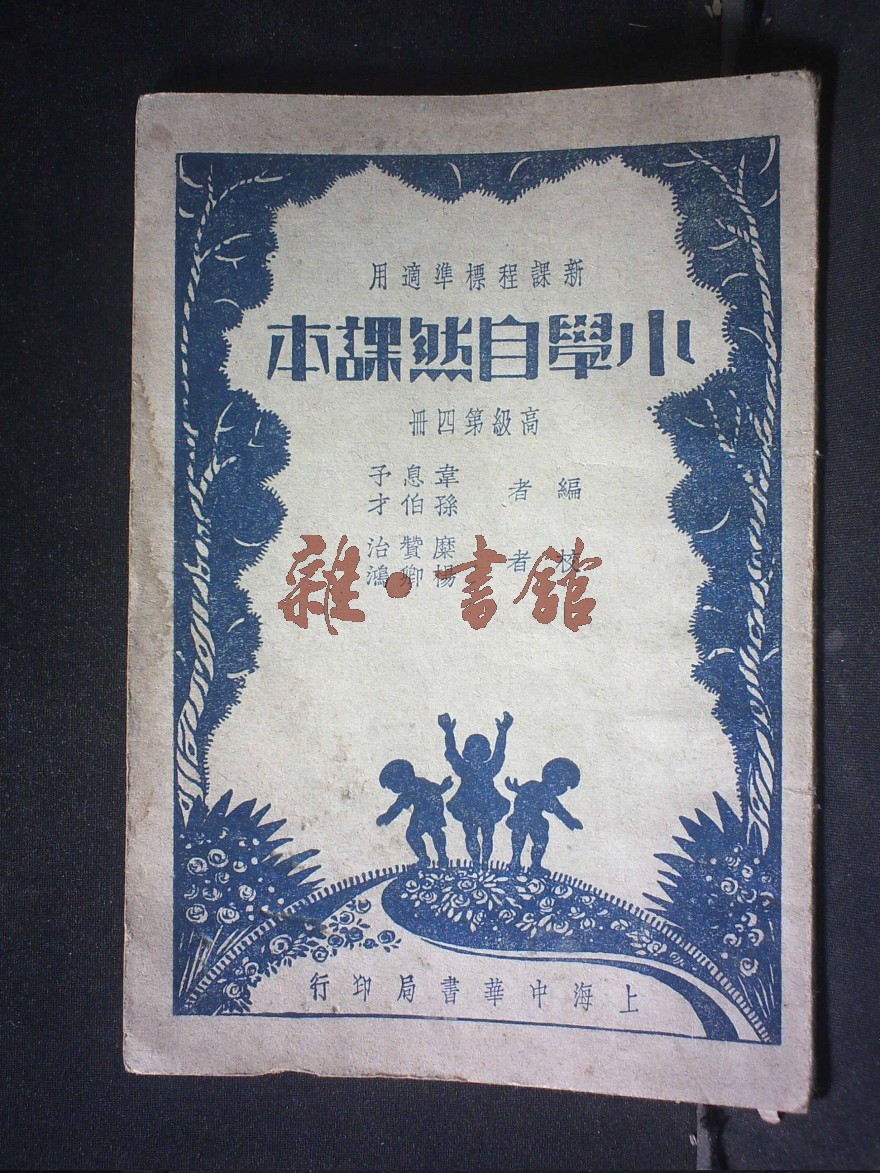 新課程標準適用
小學自然課本
高級第四冊
編者
韋息予
孫伯才
校者
糜贊治
楊卿鴻
雜·書館
上海中華書局印行